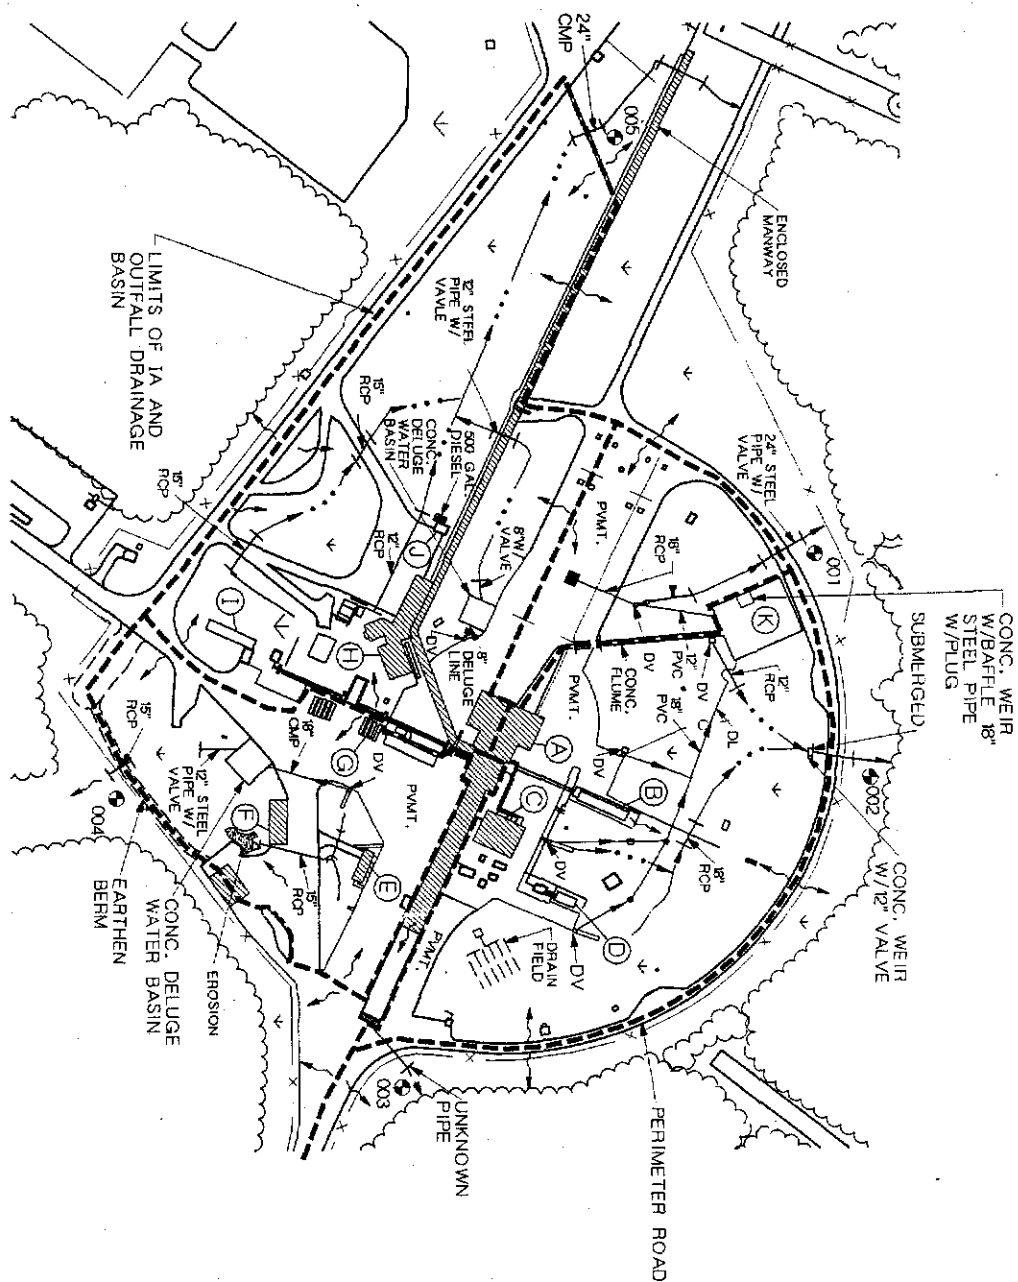 24"
CMP
005
ENCLOSED
MANWAY
LIMITS OF IA AND
OUTFALL DRAINAGE
BASIN
12" STEEL
PIPE W/
VAVLE
15"
RCP
500 GAL.
DIESEL
CONC.
DELUGE
WATER
BASIN
24" STEEL
PIPE W/
VALVE
001
PVMT.
18"
RCP
8"W/
VALVE
J
12"
RCP
15"
RCP
I
H
DV
8"
DELUGE
LINE
K
CONC. WEIR
W/BAFFLE 18"
STEEL PIPE
W/PLUG
SUBMERGED
12"
PVC
DV
DV
CONC.
FLUME
12"
RCP
18"
PVC
DL
PVMT.
A
DV
B
C
002
CONC. WEIR
W/12" VALVE
18"
RCP
DV
D
DV
DRAIN
FIELD
G
DV
18"
CMP
PVMT.
15"
RCP
12" STEEL
PIPE W/
VALVE
004
F
15"
RCP
E
PVMT.
EARTHEN
BERM
CONC. DELUGE
WATER BASIN
EROSION
003
UNKNOWN
PIPE
PERIMETER ROAD